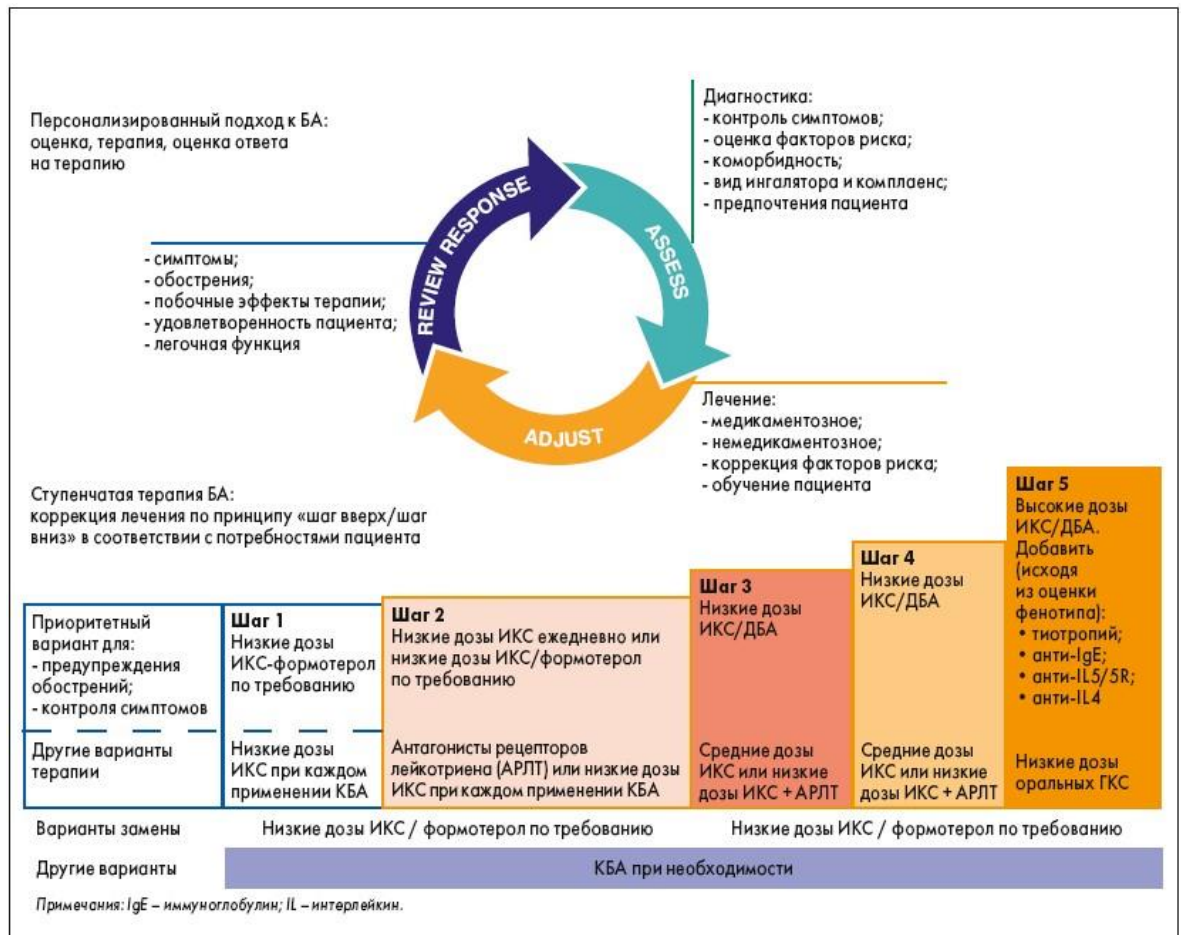 Персонализированный подход к БА:
оценка, терапия, оценка ответа
на терапию
Диагностика:
- контроль симптомов;
- оценка факторов риска;
- коморбидность;
- вид ингалятора и комплаенс;
- предпочтения пациента
REVIEW RESPONSE
ASSESS
ADJUST
- симптомы;
- обострения;
- побочные эффекты терапии;
- удовлетворенность пациента;
- легочная функция
Лечение:
- медикаментозное;
- немедикаментозное;
- коррекция факторов риска;
- обучение пациента
Ступенчатая терапия БА:
коррекция лечения по принципу «шаг вверх/шаг
вниз» в соответствии с потребностями пациента
Приоритетный
вариант для:
- предупреждения
обострений;
- контроля симптомов
Шаг 1
Низкие дозы
ИКС-формотерол
по требованию
Шаг 2
Низкие дозы ИКС ежедневно или
низкие дозы ИКС/формотерол
по требованию
Шаг 3
Низкие дозы
ИКС/ДБА
Шаг 4
Низкие дозы
ИКС/ДБА
Шаг 5
Высокие дозы
ИКС/ДБА.
Добавить
(исходя
из оценки
фенотипа):
• тиотропий;
• анти-IgE;
• анти-IL5/5R;
• анти-IL4
Другие варианты
терапии
Низкие дозы
ИКС при каждом
применении КБА
Антагонисты рецепторов
лейкотриена (АРЛТ) или низкие дозы
ИКС при каждом применении КБА
Средние дозы
ИКС или низкие
дозы ИКС + АРЛТ
Средние дозы
ИКС или низкие
дозы ИКС + АРЛТ
Низкие дозы
оральных ГКС
Варианты замены
Низкие дозы ИКС / формотерол по требованию
Низкие дозы ИКС / формотерол по требованию
Другие варианты
КБА при необходимости
Примечания: IgE – иммуноглобулин; IL – интерлейкин.